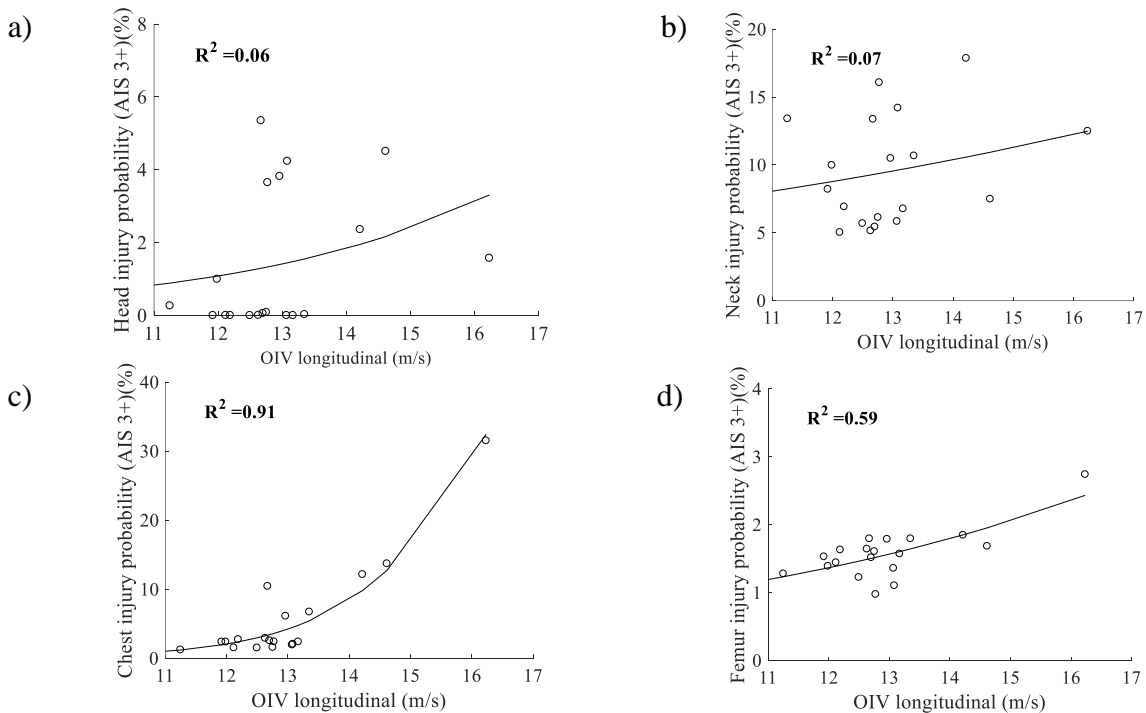 a)
R² =0.06
Head injury probability (AIS 3+)(%)
8
6
4
2
0
11 12 13 14 15 16 17
OIV longitudinal (m/s)
b)
R² =0.07
Neck injury probability (AIS 3+)(%)
20
15
10
5
0
11 12 13 14 15 16 17
OIV longitudinal (m/s)
c)
R² =0.91
Chest injury probability (AIS 3+)(%)
40
30
20
10
0
11 12 13 14 15 16 17
OIV longitudinal (m/s)
d)
R² =0.59
Femur injury probability (AIS 3+)(%)
4
3
2
1
0
11 12 13 14 15 16 17
OIV longitudinal (m/s)